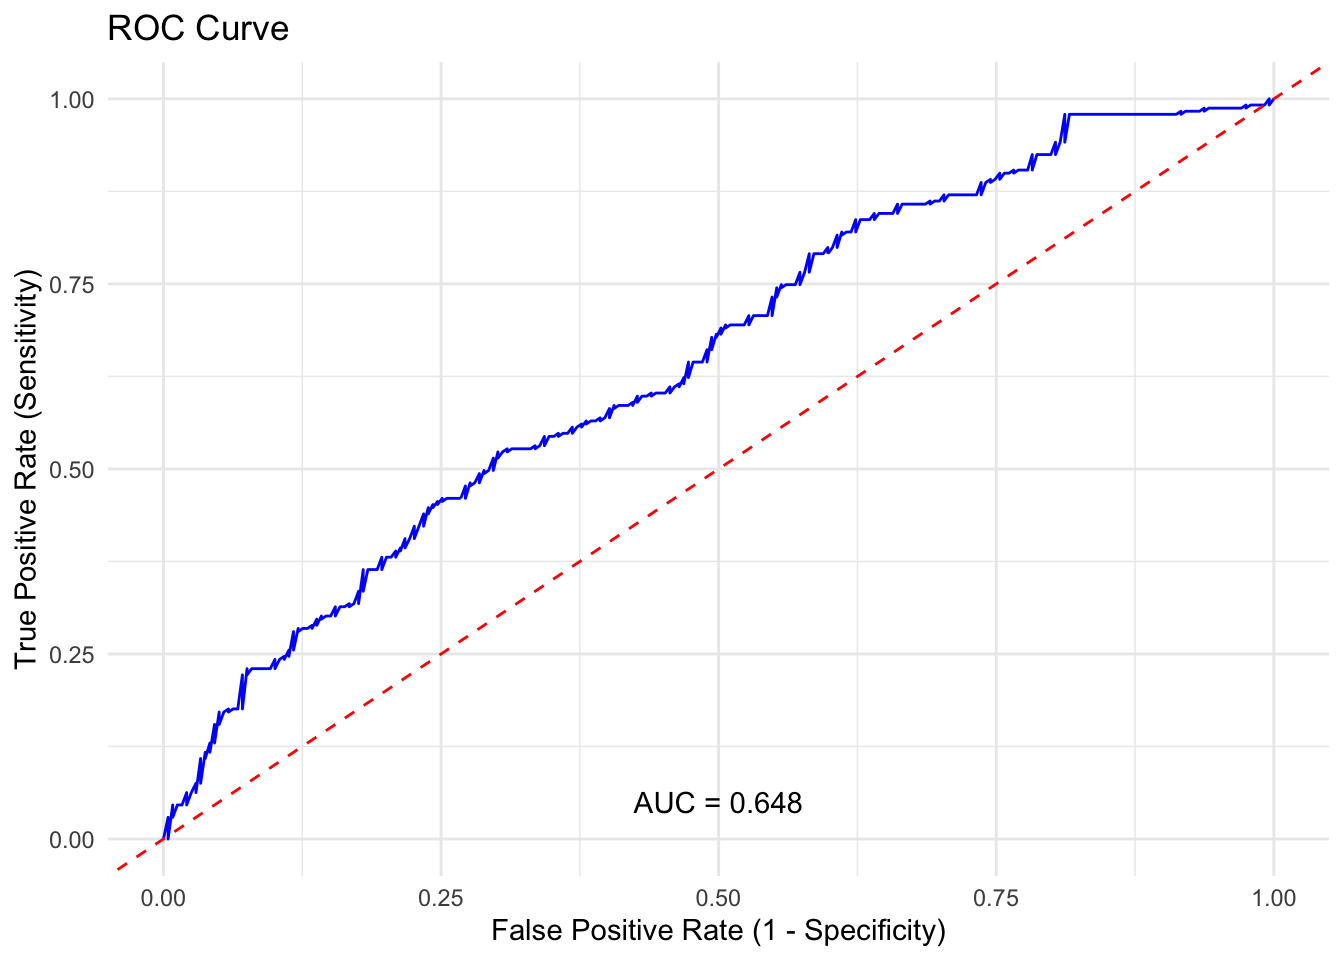 ROC Curve
True Positive Rate (Sensitivity)
1.00
0.75
0.50
0.25
0.00
AUC = 0.648
0.00 0.25 0.50 0.75 1.00
False Positive Rate (1 - Specificity)